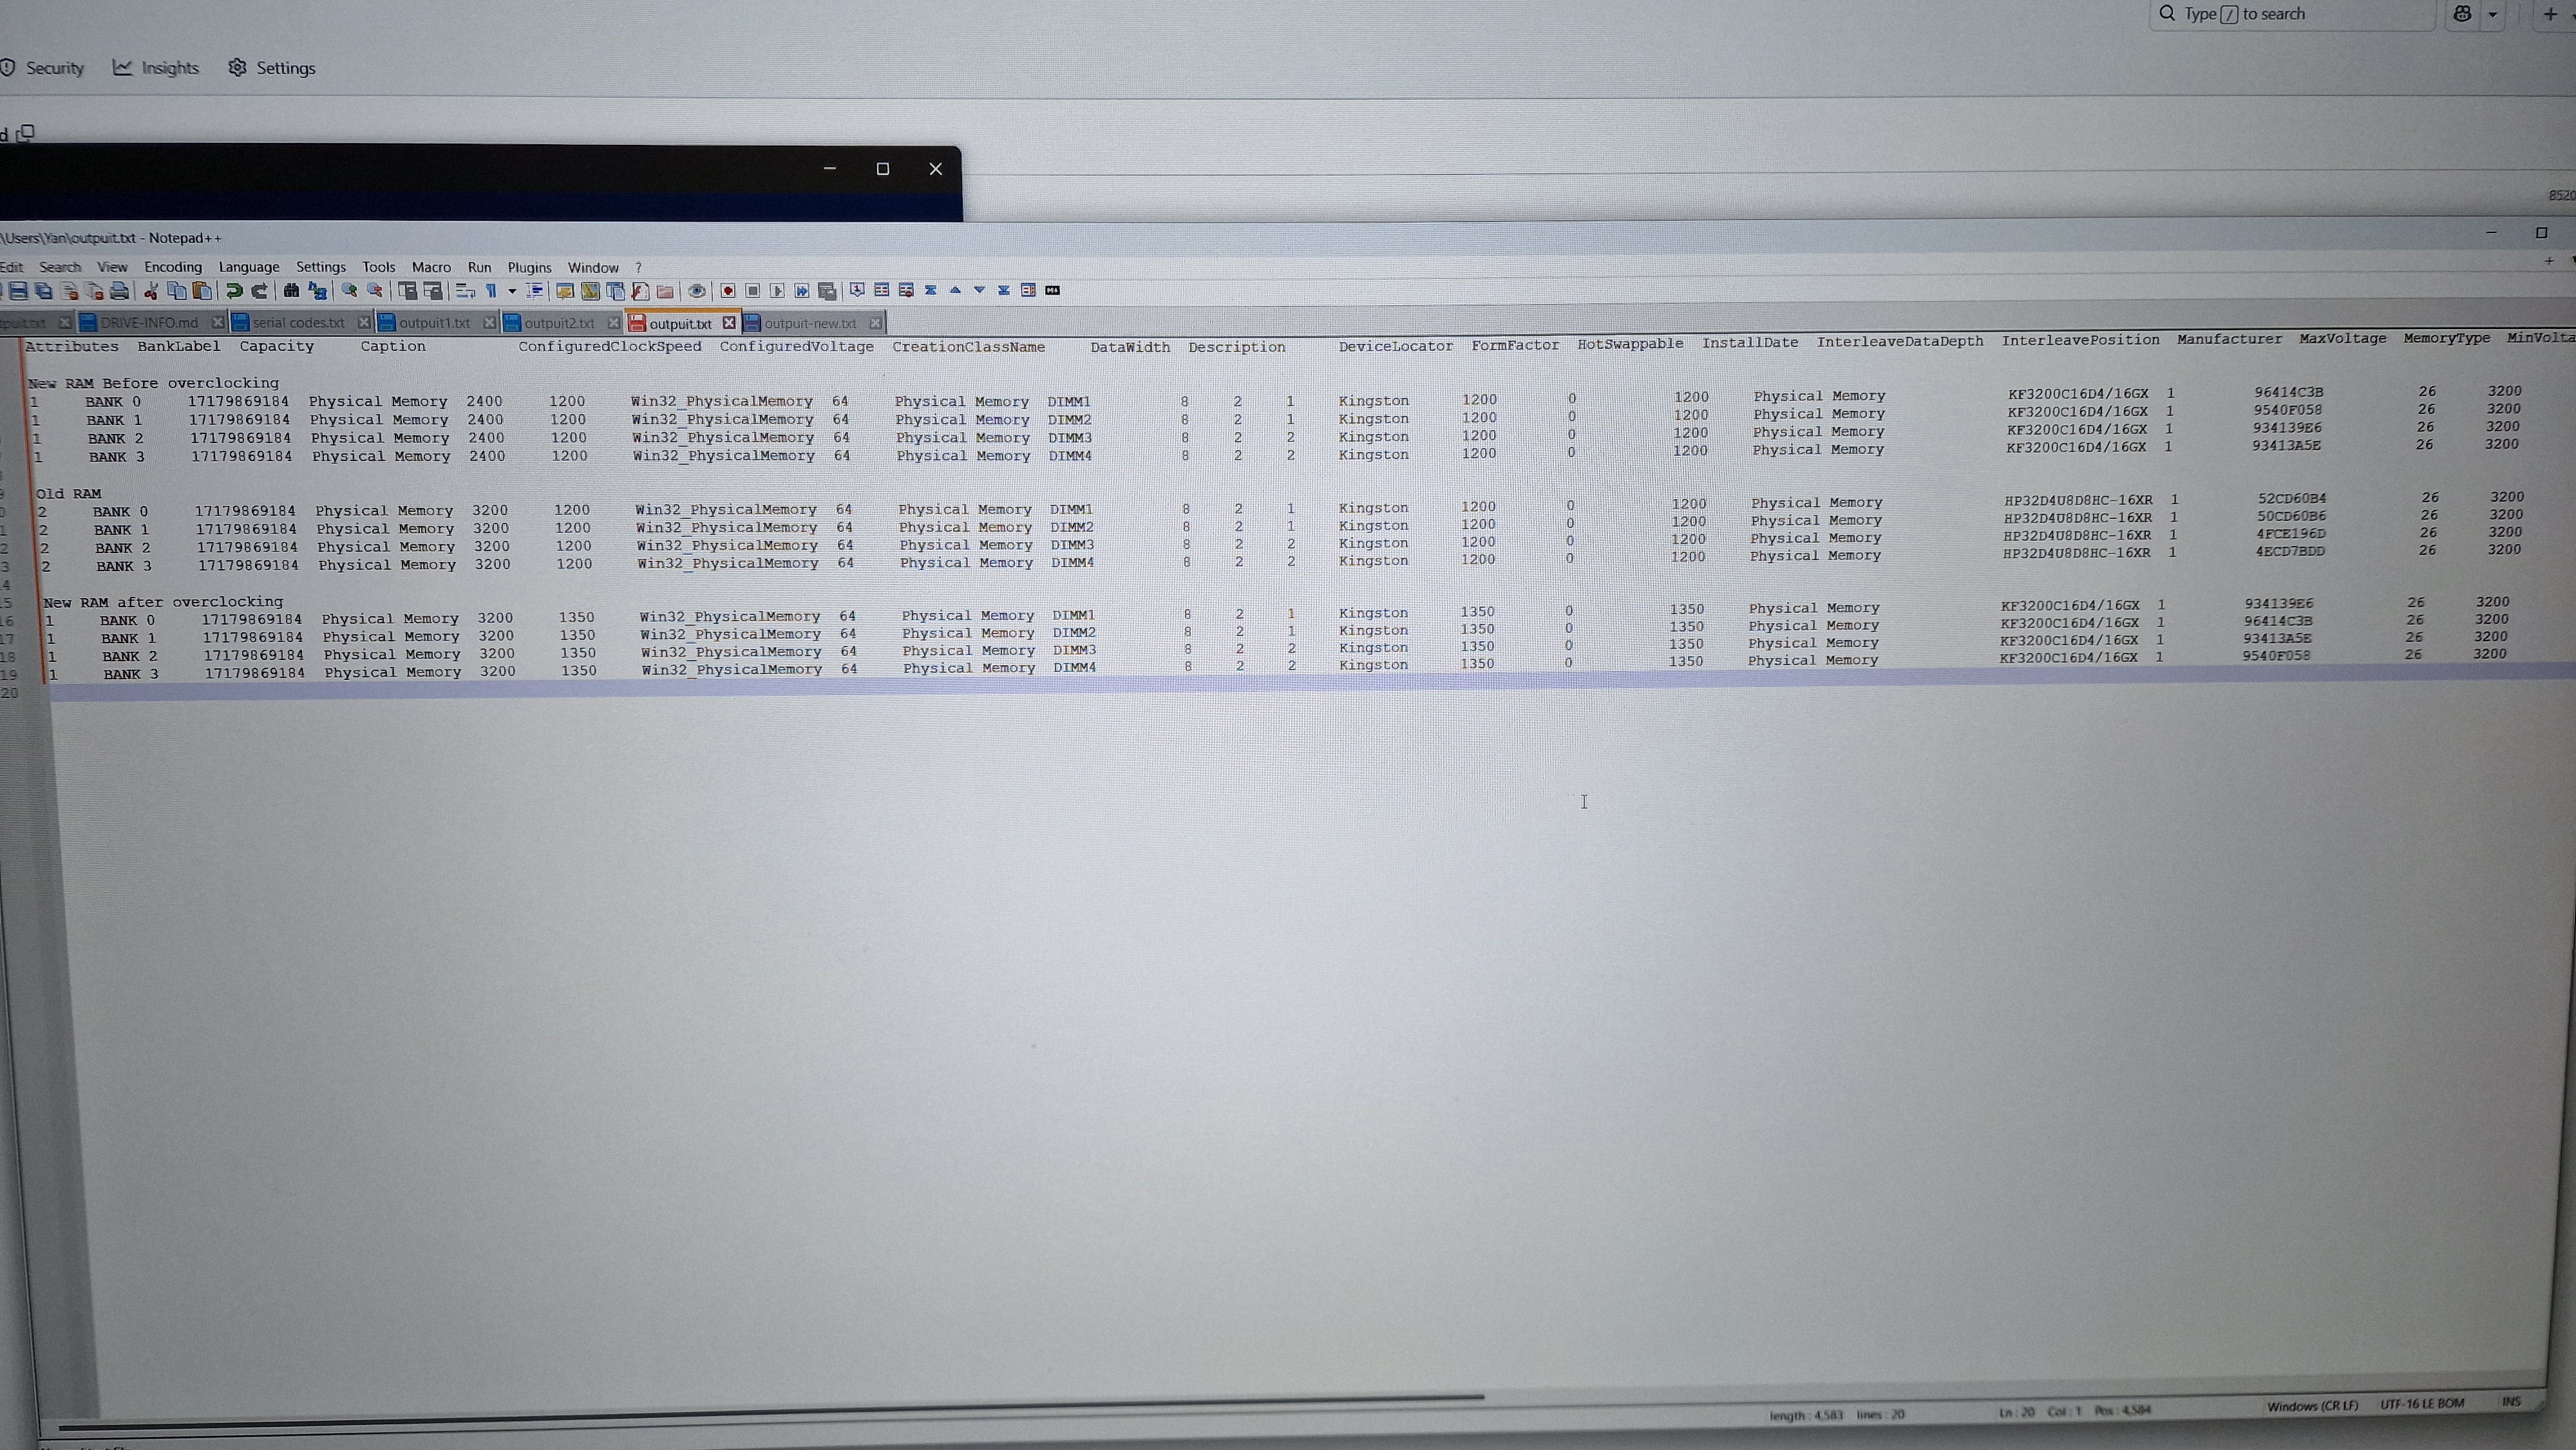 Type / to search
Security Insights Settings
8520
\Users\Yan\outpuit.txt - Notepad++
Edit Search View Encoding Language Settings Tools Macro Run Plugins Window ?
puit.txt DRIVE-INFO.md serial codes.txt outpuit1.txt outpuit2.txt outpuit.txt outpuit-new.txt
Attributes BankLabel Capacity Caption ConfiguredClockSpeed ConfiguredVoltage CreationClassName DataWidth Description DeviceLocator FormFactor HotSwappable InstallDate InterleaveDataDepth InterleavePosition Manufacturer MaxVoltage MemoryType MinVolta
New RAM Before overclocking
1 BANK 0 17179869184 Physical Memory 2400 1200 Win32_PhysicalMemory 64 Physical Memory DIMM1 8 2 1 Kingston 1200 0 1200 Physical Memory KF3200C16D4/16GX 1 96414C3B 26 3200
1 BANK 1 17179869184 Physical Memory 2400 1200 Win32_PhysicalMemory 64 Physical Memory DIMM2 8 2 1 Kingston 1200 0 1200 Physical Memory KF3200C16D4/16GX 1 9540F058 26 3200
1 BANK 2 17179869184 Physical Memory 2400 1200 Win32_PhysicalMemory 64 Physical Memory DIMM3 8 2 2 Kingston 1200 0 1200 Physical Memory KF3200C16D4/16GX 1 934139E6 26 3200
1 BANK 3 17179869184 Physical Memory 2400 1200 Win32_PhysicalMemory 64 Physical Memory DIMM4 8 2 2 Kingston 1200 0 1200 Physical Memory KF3200C16D4/16GX 1 93413A5E 26 3200
Old RAM
2 BANK 0 17179869184 Physical Memory 3200 1200 Win32_PhysicalMemory 64 Physical Memory DIMM1 8 2 1 Kingston 1200 0 1200 Physical Memory HP32D4U8D8HC-16XR 1 52CD60B4 26 3200
2 BANK 1 17179869184 Physical Memory 3200 1200 Win32_PhysicalMemory 64 Physical Memory DIMM2 8 2 1 Kingston 1200 0 1200 Physical Memory HP32D4U8D8HC-16XR 1 50CD60B6 26 3200
2 BANK 2 17179869184 Physical Memory 3200 1200 Win32_PhysicalMemory 64 Physical Memory DIMM3 8 2 2 Kingston 1200 0 1200 Physical Memory HP32D4U8D8HC-16XR 1 4FCE196D 26 3200
2 BANK 3 17179869184 Physical Memory 3200 1200 Win32_PhysicalMemory 64 Physical Memory DIMM4 8 2 2 Kingston 1200 0 1200 Physical Memory HP32D4U8D8HC-16XR 1 4ECD7BDD 26 3200
New RAM after overclocking
1 BANK 0 17179869184 Physical Memory 3200 1350 Win32_PhysicalMemory 64 Physical Memory DIMM1 8 2 1 Kingston 1350 0 1350 Physical Memory KF3200C16D4/16GX 1 934139E6 26 3200
1 BANK 1 17179869184 Physical Memory 3200 1350 Win32_PhysicalMemory 64 Physical Memory DIMM2 8 2 1 Kingston 1350 0 1350 Physical Memory KF3200C16D4/16GX 1 96414C3B 26 3200
1 BANK 2 17179869184 Physical Memory 3200 1350 Win32_PhysicalMemory 64 Physical Memory DIMM3 8 2 2 Kingston 1350 0 1350 Physical Memory KF3200C16D4/16GX 1 93413A5E 26 3200
1 BANK 3 17179869184 Physical Memory 3200 1350 Win32_PhysicalMemory 64 Physical Memory DIMM4 8 2 2 Kingston 1350 0 1350 Physical Memory KF3200C16D4/16GX 1 9540F058 26 3200
20
length : 4,583 lines : 20 Ln : 20 Col : 1 Pos : 4,584 Windows (CR LF) UTF-16 LE BOM INS